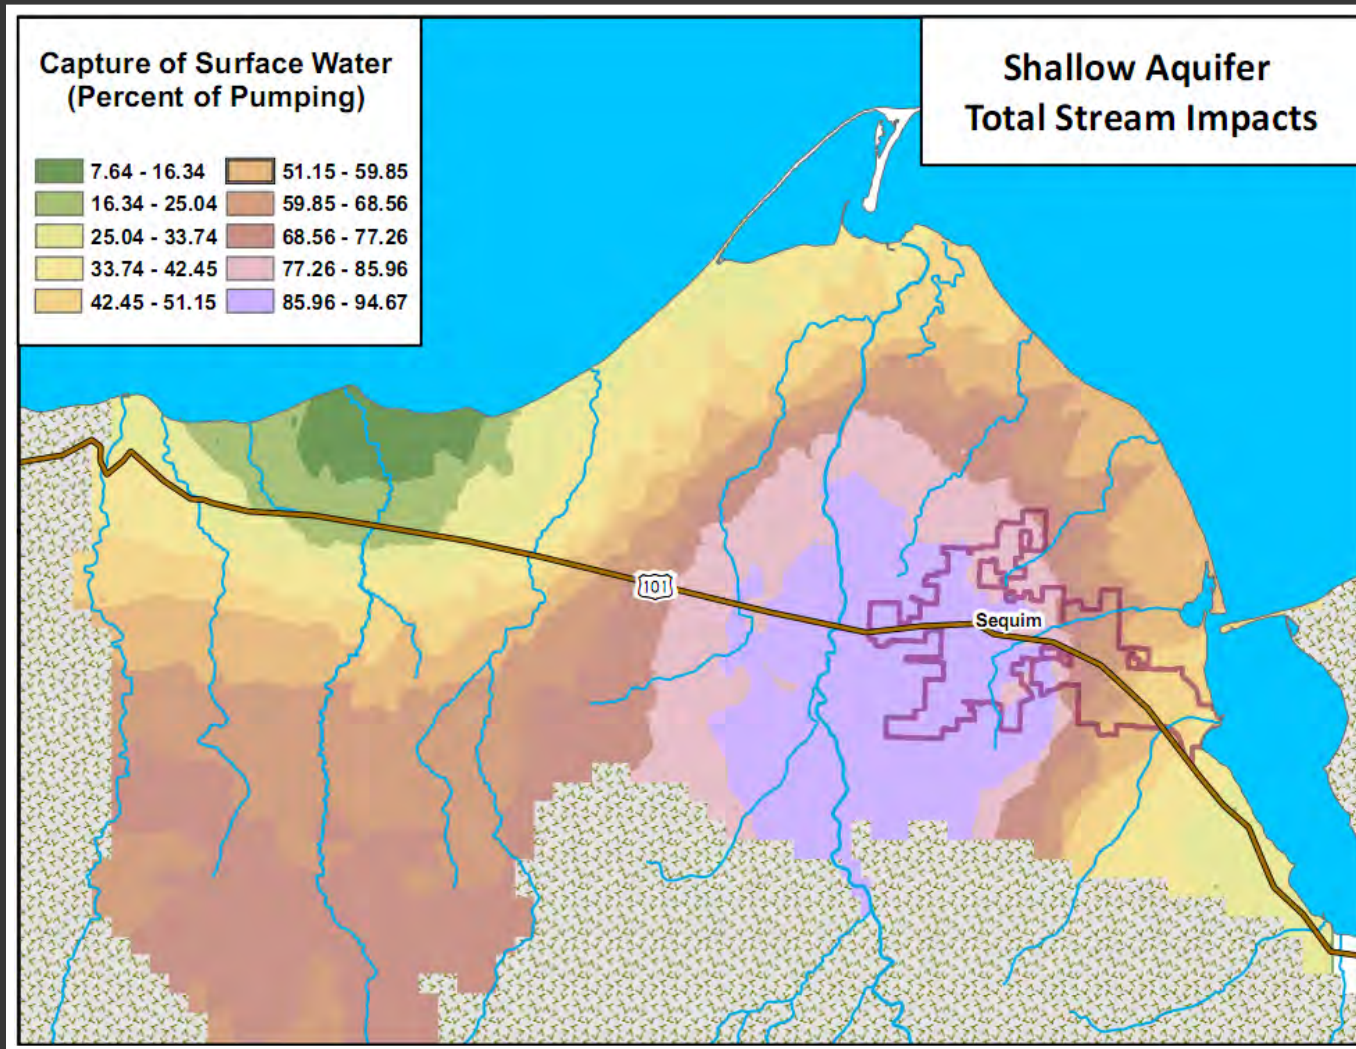 Capture of Surface Water
(Percent of Pumping)
7.64 - 16.34
16.34 - 25.04
25.04 - 33.74
33.74 - 42.45
42.45 - 51.15
51.15 - 59.85
59.85 - 68.56
68.56 - 77.26
77.26 - 85.96
85.96 - 94.67
Shallow Aquifer
Total Stream Impacts
101
Sequim